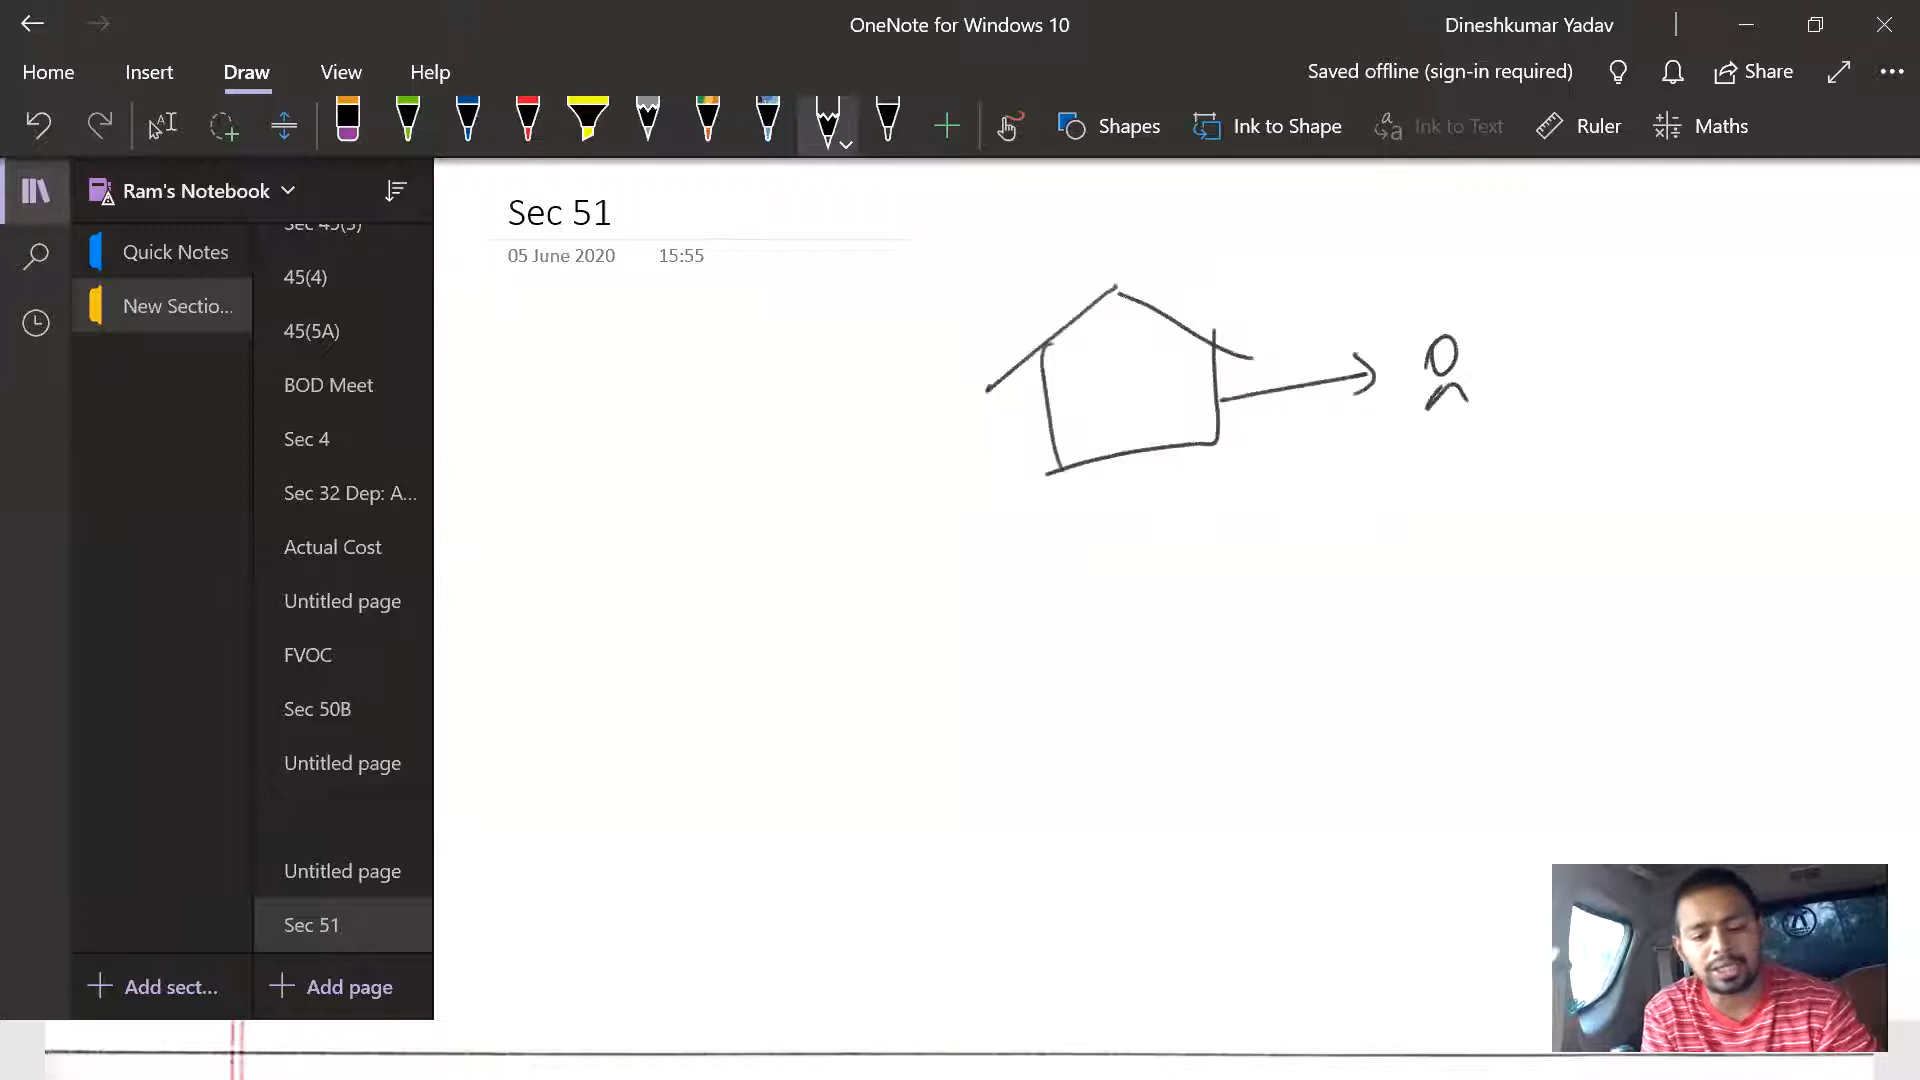 OneNote for Windows 10
Dineshkumar Yadav
Home Insert Draw View Help
Saved offline (sign-in required)
Share
Shapes
Ink to Shape
Ink to Text
Ruler
Maths
Ram's Notebook
Quick Notes
New Sectio...
Sec 45(3)
45(4)
45(5A)
BOD Meet
Sec 4
Sec 32 Dep: A...
Actual Cost
Untitled page
FVOC
Sec 50B
Untitled page
Untitled page
Sec 51
Add sect...
Add page
Sec 51
05 June 2020 15:55